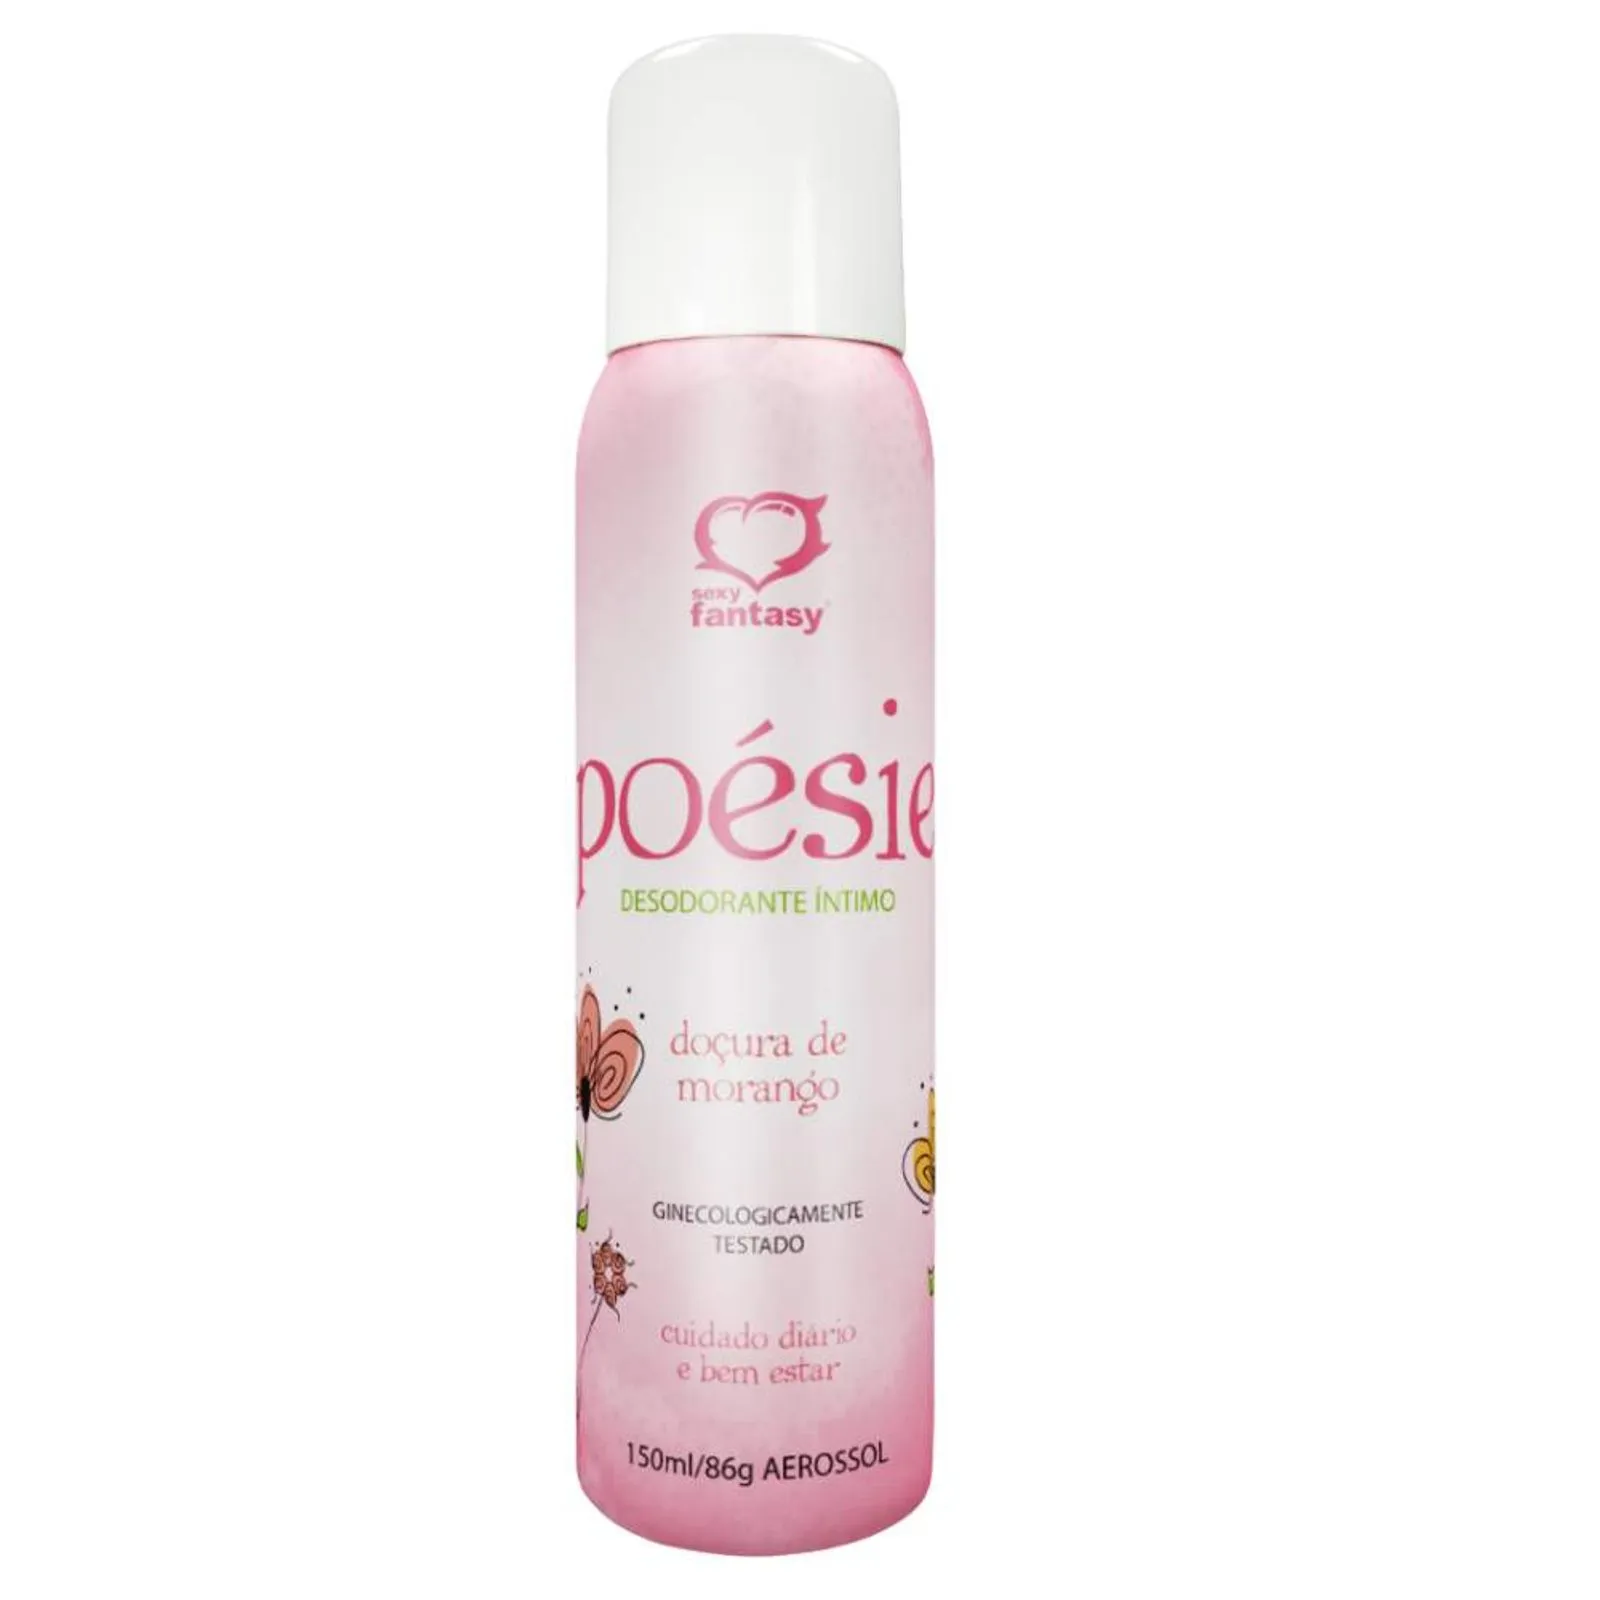 sexy
fantasy
poésie
DESODORANTE ÍNTIMO
doçura de
morango
GINECOLOGICAMENTE
TESTADO
cuidado diário
e bem estar
150ml/86g AEROSSOL